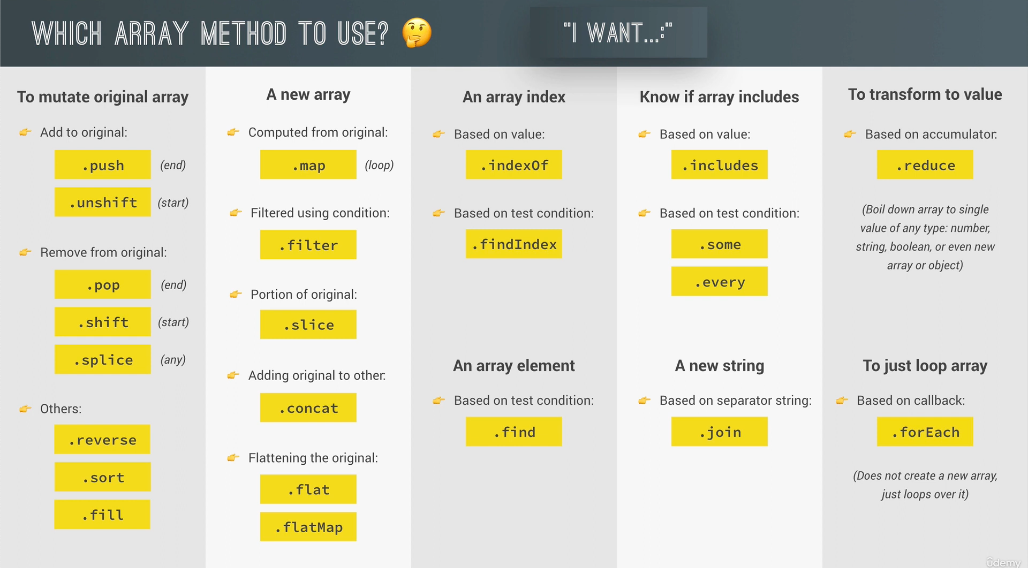 WHICH ARRAY METHOD TO USE? 🤔
"I WANT...:"
To mutate original array
👉 Add to original:
.push (end)
.unshift (start)
👉 Remove from original:
.pop (end)
.shift (start)
.splice (any)
👉 Others:
.reverse
.sort
.fill
A new array
👉 Computed from original:
.map (loop)
👉 Filtered using condition:
.filter
👉 Portion of original:
.slice
👉 Adding original to other:
.concat
👉 Flattening the original:
.flat
.flatMap
An array index
👉 Based on value:
.indexOf
👉 Based on test condition:
.findIndex
An array element
👉 Based on test condition:
.find
Know if array includes
👉 Based on value:
.includes
👉 Based on test condition:
.some
.every
A new string
👉 Based on separator string:
.join
To transform to value
👉 Based on accumulator:
.reduce
(Boil down array to single
value of any type: number,
string, boolean, or even new
array or object)
To just loop array
👉 Based on callback:
.forEach
(Does not create a new array,
just loops over it)
ûdemy